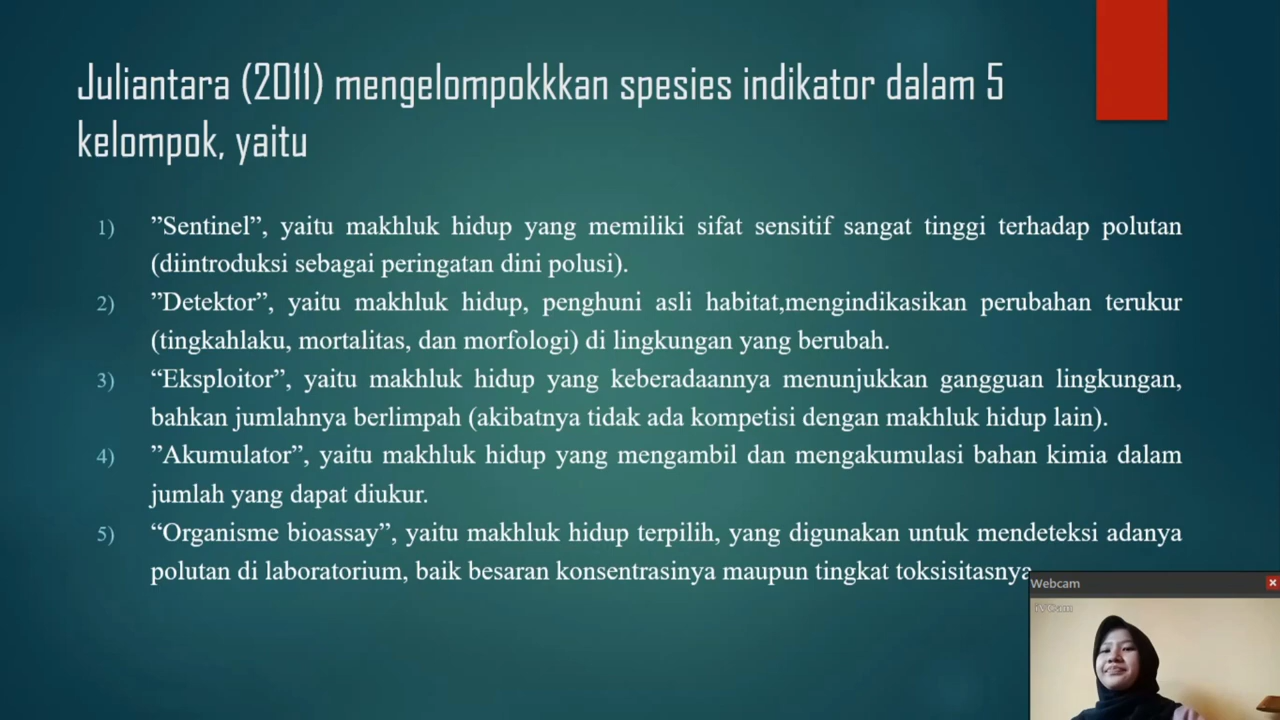 Juliantara (2011) mengelompokkkan spesies indikator dalam 5
kelompok, yaitu
1) ”Sentinel”, yaitu makhluk hidup yang memiliki sifat sensitif sangat tinggi terhadap polutan
(diintroduksi sebagai peringatan dini polusi).
2) ”Detektor”, yaitu makhluk hidup, penghuni asli habitat,mengindikasikan perubahan terukur
(tingkahlaku, mortalitas, dan morfologi) di lingkungan yang berubah.
3) “Eksploitor”, yaitu makhluk hidup yang keberadaannya menunjukkan gangguan lingkungan,
bahkan jumlahnya berlimpah (akibatnya tidak ada kompetisi dengan makhluk hidup lain).
4) ”Akumulator”, yaitu makhluk hidup yang mengambil dan mengakumulasi bahan kimia dalam
jumlah yang dapat diukur.
5) “Organisme bioassay”, yaitu makhluk hidup terpilih, yang digunakan untuk mendeteksi adanya
polutan di laboratorium, baik besaran konsentrasinya maupun tingkat toksisitasnya
Webcam
iVCam